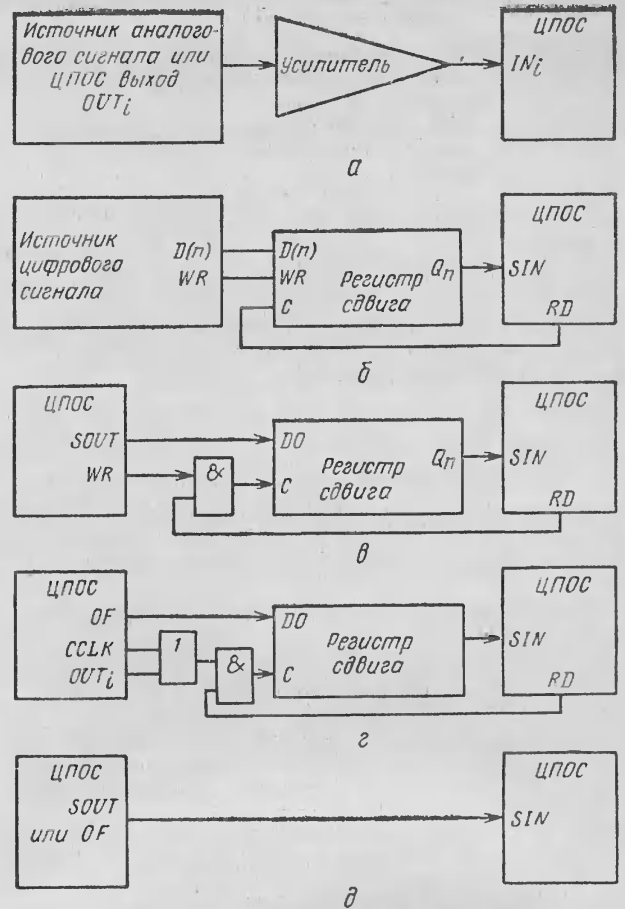 Источник аналого-
вого сигнала или
ЦПОС выход
OUTi
Усилитель
ЦПОС
INi
а
Источник
цифрового
сигнала
D(n)
WR
D(n)
WR
C
Регистр
сдвига
Qn
ЦПОС
SIN
RD
б
ЦПОС
SOUT
WR
&
DO
C
Регистр
сдвига
Qn
ЦПОС
SIN
RD
в
ЦПОС
OF
CCLK
OUTi
1
&
DO
C
Регистр
сдвига
ЦПОС
SIN
RD
г
ЦПОС
SOUT
или OF
ЦПОС
SIN
д